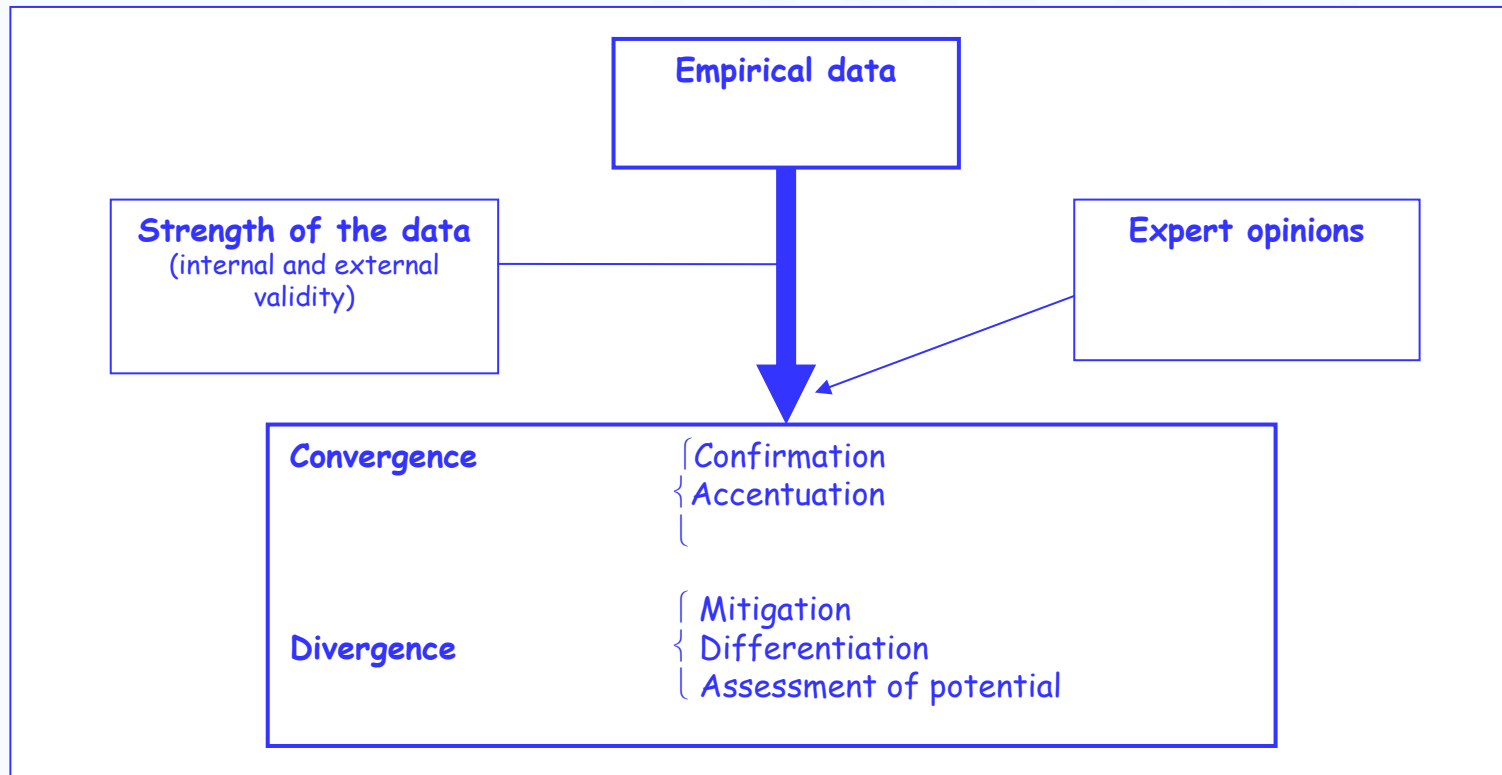 Empirical data
Strength of the data
(internal and external
validity)
Expert opinions
Convergence
Confirmation
Accentuation
Divergence
Mitigation
Differentiation
Assessment of potential